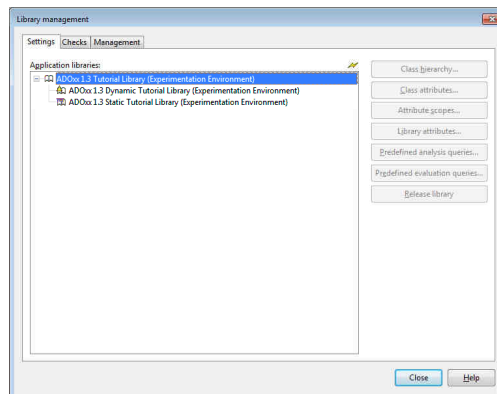 Library management
Settings Checks Management
Application libraries:
ADOxx 1.3 Tutorial Library (Experimentation Environment)
ADOxx 1.3 Dynamic Tutorial Library (Experimentation Environment)
ADOxx 1.3 Static Tutorial Library (Experimentation Environment)
Class hierarchy...
Class attributes...
Attribute scopes...
Library attributes...
Predefined analysis queries...
Predefined evaluation queries...
Release library
Close Help